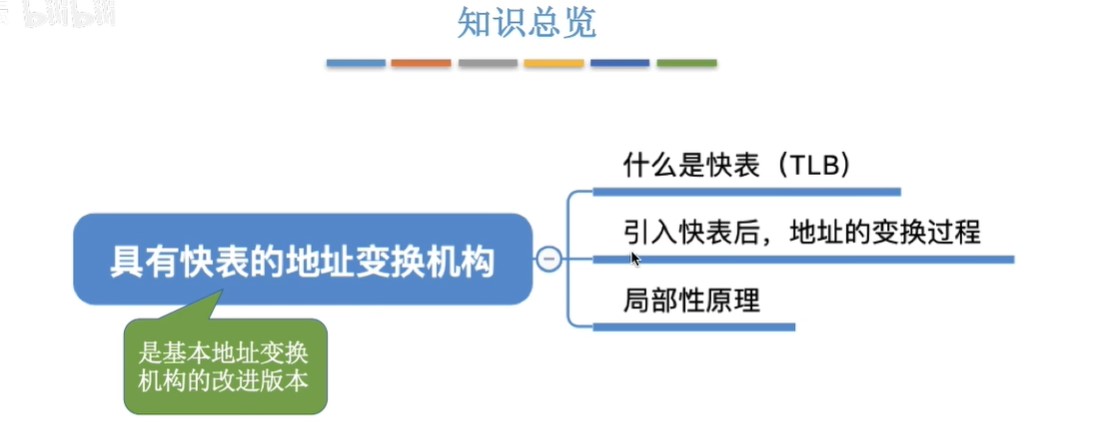 bilibili
知识总览
什么是快表（TLB）
引入快表后，地址的变换过程
具有快表的地址变换机构
局部性原理
是基本地址变换
机构的改进版本